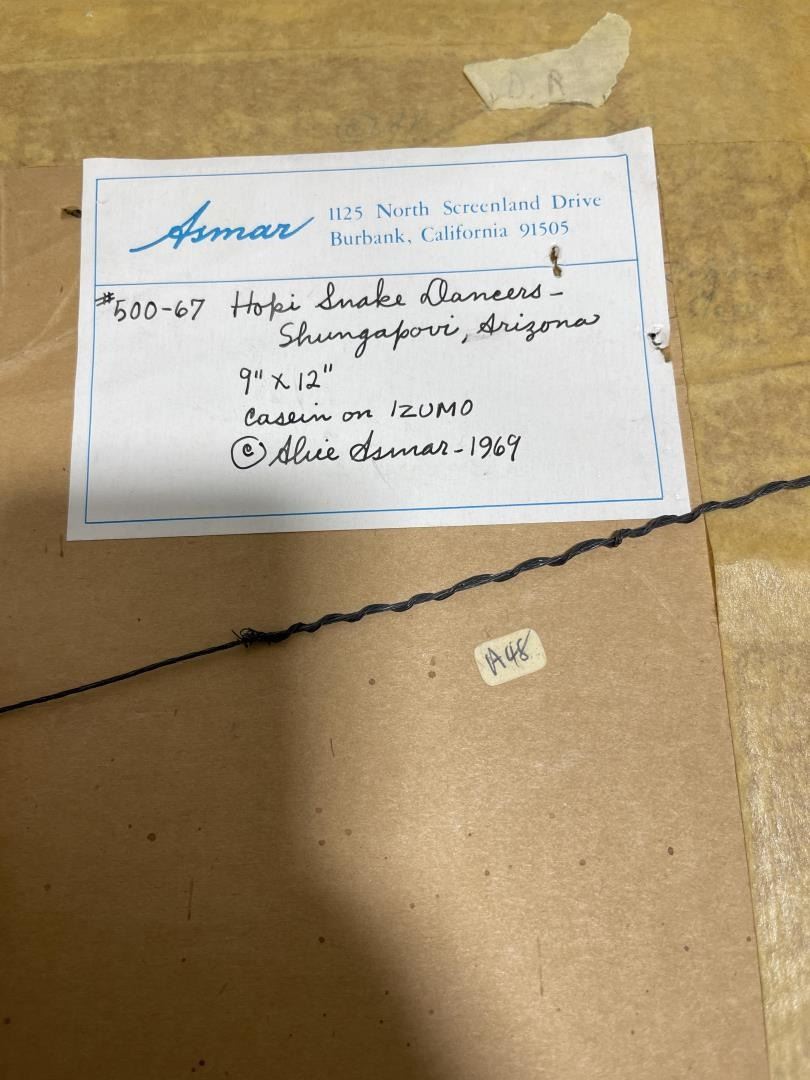 D. R
Asmar
1125 North Screenland Drive
Burbank, California 91505
#500-67 Hopi Snake Dancers -
Shungapovi, Arizona
9" x 12"
Casein on IZUMO
© Alice Asmar - 1969
A48